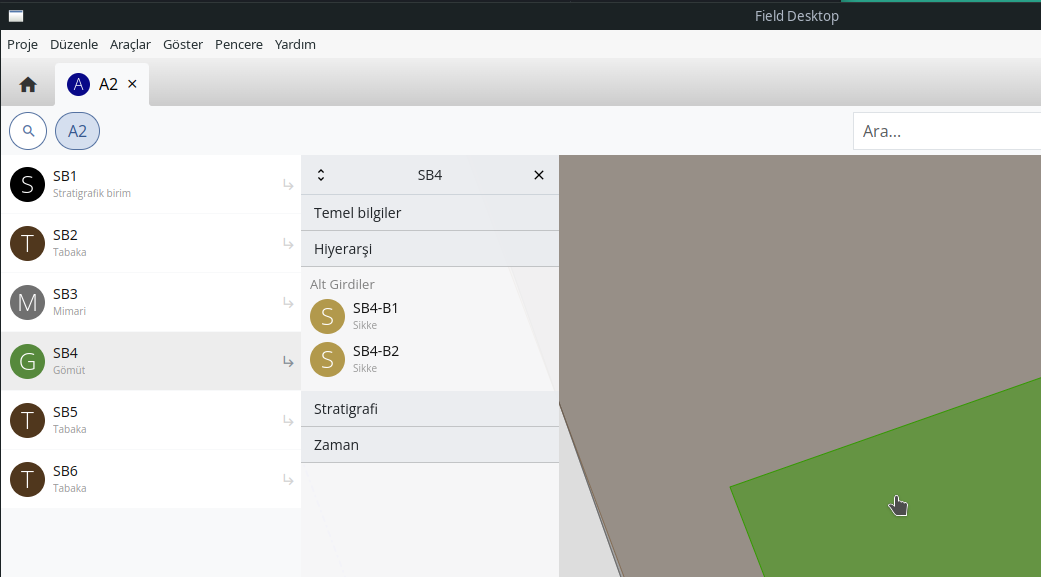 Field Desktop
Proje Düzenle Araçlar Göster Pencere Yardım
A A2 ×
A2 Ara...
S SB1
Stratigrafik birim
T SB2
Tabaka
M SB3
Mimari
G SB4
Gömüt
T SB5
Tabaka
T SB6
Tabaka
SB4 ×
Temel bilgiler
Hiyerarşi
Alt Girdiler
S SB4-B1
Sikke
S SB4-B2
Sikke
Stratigrafi
Zaman